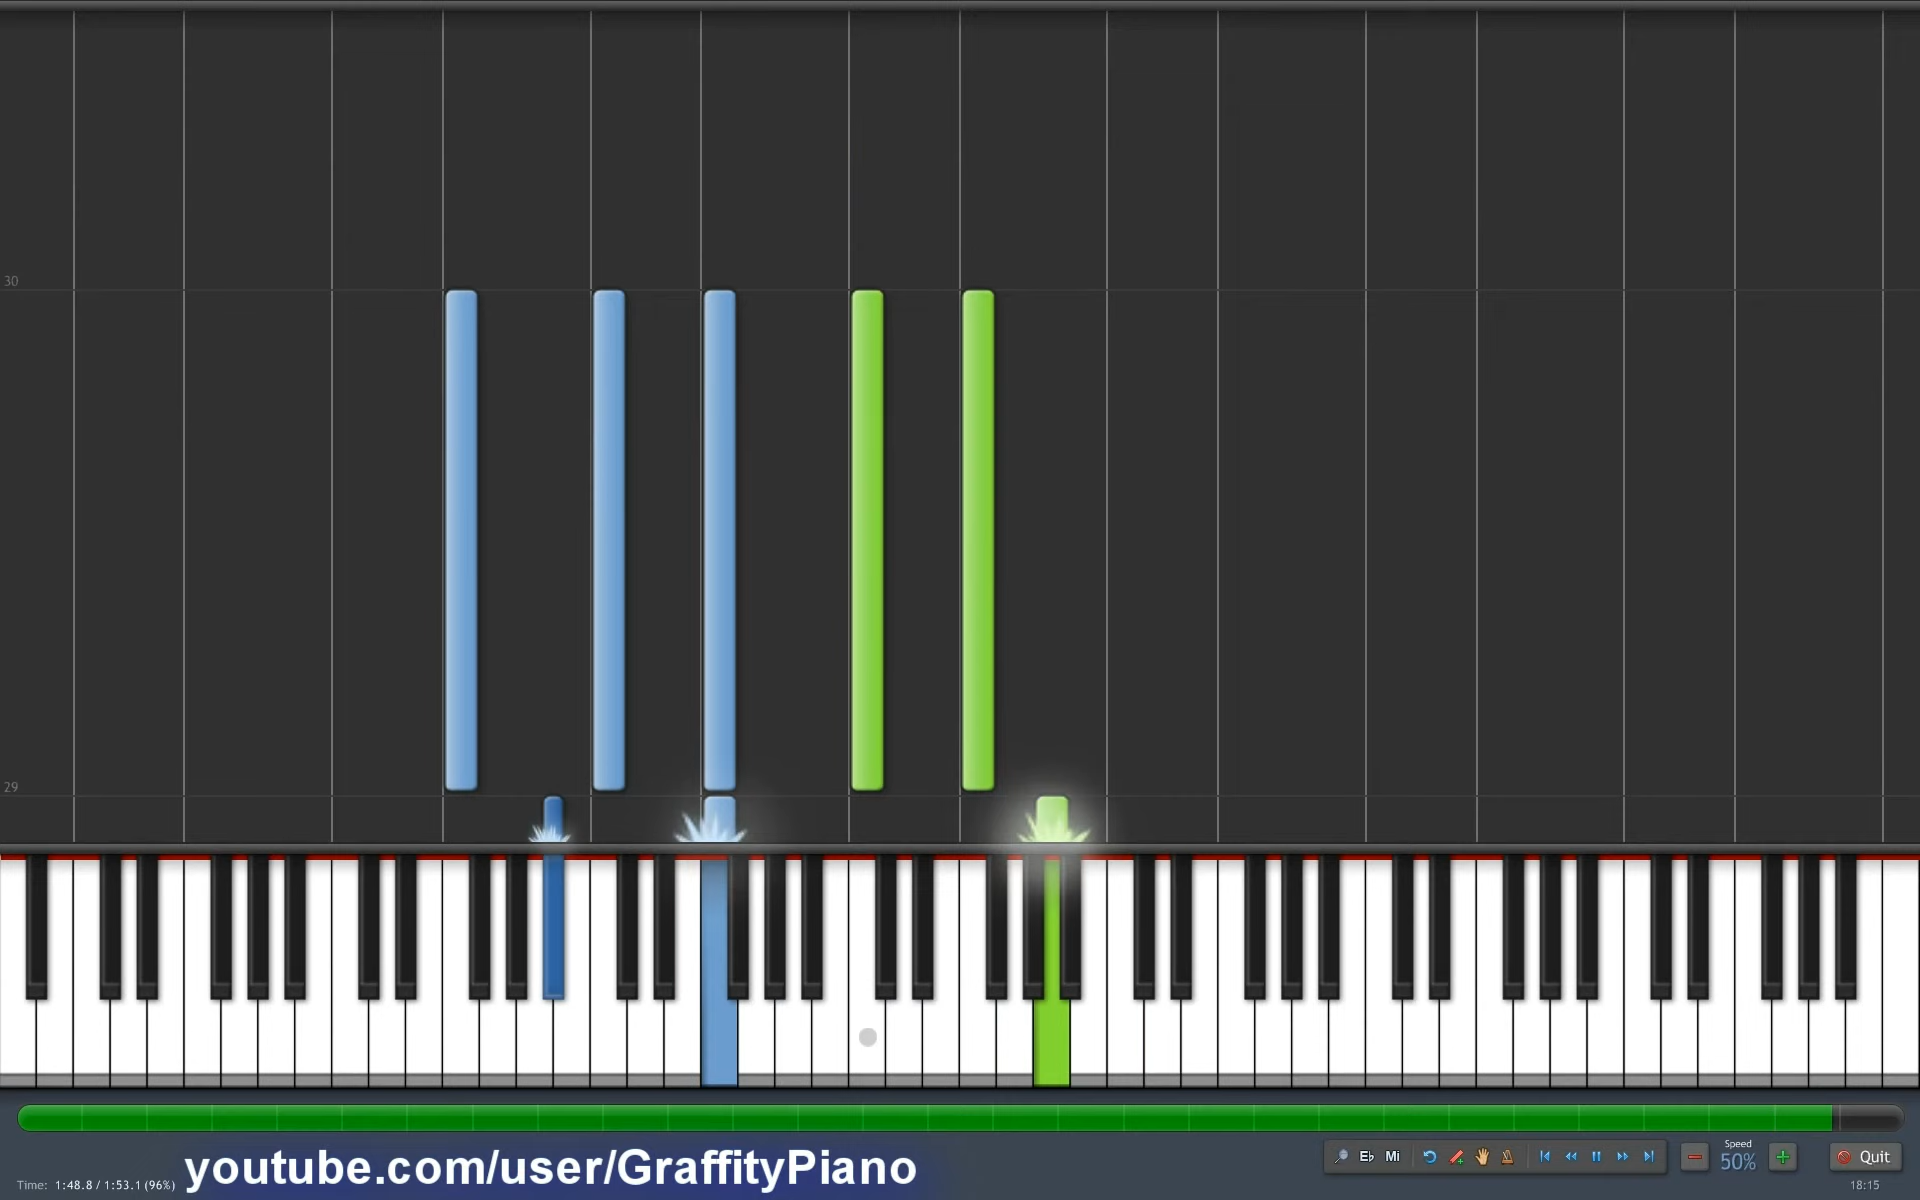 30
29
youtube.com/user/GraffityPiano
Time: 1:48.8 / 1:53.1 (96%)
Eb Mi
Speed
50%
Quit
18:15